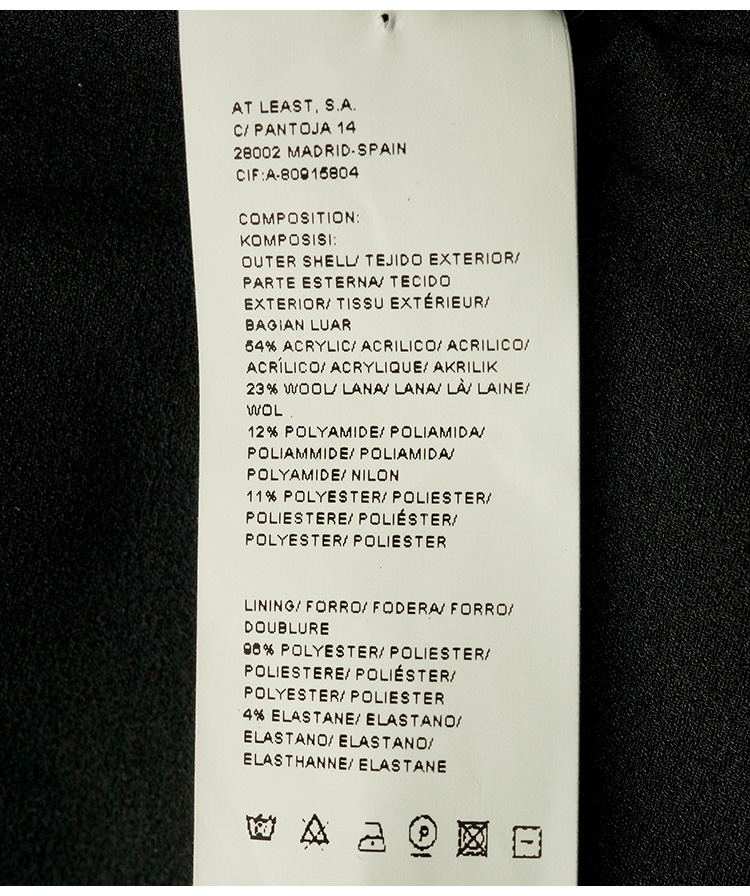 AT LEAST, S.A.
C/ PANTOJA 14
28002 MADRID-SPAIN
CIF:A-80915804
COMPOSITION:
KOMPOSISI:
OUTER SHELL/ TEJIDO EXTERIOR/
PARTE ESTERNA/ TECIDO
EXTERIOR/ TISSU EXTÉRIEUR/
BAGIAN LUAR
54% ACRYLIC/ ACRILICO/ ACRILICO/
ACRÍLICO/ ACRYLIQUE/ AKRILIK
23% WOOL/ LANA/ LANA/ LÀ/ LAINE/
WOL
12% POLYAMIDE/ POLIAMIDA/
POLIAMMIDE/ POLIAMIDA/
POLYAMIDE/ NILON
11% POLYESTER/ POLIESTER/
POLIESTERE/ POLIÉSTER/
POLYESTER/ POLIESTER
LINING/ FORRO/ FODERA/ FORRO/
DOUBLURE
96% POLYESTER/ POLIESTER/
POLIESTERE/ POLIÉSTER/
POLYESTER/ POLIESTER
4% ELASTANE/ ELASTANO/
ELASTANO/ ELASTANO/
ELASTHANNE/ ELASTANE
P